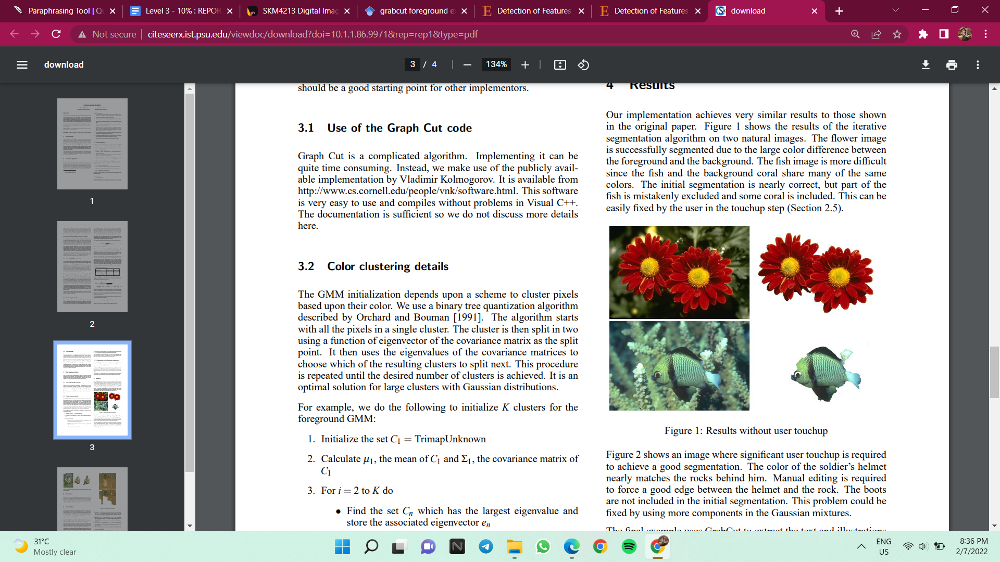 Paraphrasing Tool | Q
Level 3 - 10% : REPOR
SKM4213 Digital Imag
grabcut foreground e
Detection of Features
Detection of Features
download
Not secure
citeseerx.ist.psu.edu/viewdoc/download?doi=10.1.1.86.9971&rep=rep1&type=pdf
download
3 / 4
134%
1
2
3
should be a good starting point for other implementors.
3.1 Use of the Graph Cut code
Graph Cut is a complicated algorithm. Implementing it can be
quite time consuming. Instead, we make use of the publicly avail-
able implementation by Vladimir Kolmogorov. It is available from
http://www.cs.cornell.edu/people/vnk/software.html. This software
is very easy to use and compiles without problems in Visual C++.
The documentation is sufficient so we do not discuss more details
here.
3.2 Color clustering details
The GMM initialization depends upon a scheme to cluster pixels
based upon their color. We use a binary tree quantization algorithm
described by Orchard and Bouman [1991]. The algorithm starts
with all the pixels in a single cluster. The cluster is then split in two
using a function of eigenvector of the covariance matrix as the split
point. It then uses the eigenvalues of the covariance matrices to
choose which of the resulting clusters to split next. This procedure
is repeated until the desired number of clusters is achieved. It is an
optimal solution for large clusters with Gaussian distributions.
For example, we do the following to initialize K clusters for the
foreground GMM:
1. Initialize the set C₁ = TrimapUnknown
2. Calculate μ₁, the mean of C₁ and Σ₁, the covariance matrix of
C₁
3. For i = 2 to K do
• Find the set Cₙ which has the largest eigenvalue and
store the associated eigenvector eₙ
4 Results
Our implementation achieves very similar results to those shown
in the original paper. Figure 1 shows the results of the iterative
segmentation algorithm on two natural images. The flower image
is successfully segmented due to the large color difference between
the foreground and the background. The fish image is more difficult
since the fish and the background coral share many of the same
colors. The initial segmentation is nearly correct, but part of the
fish is mistakenly excluded and some coral is included. This can be
easily fixed by the user in the touchup step (Section 2.5).
Figure 1: Results without user touchup
Figure 2 shows an image where significant user touchup is required
to achieve a good segmentation. The color of the soldier's helmet
nearly matches the rocks behind him. Manual editing is required
to force a good edge between the helmet and the rock. The boots
are not included in the initial segmentation. This problem could be
fixed by using more components in the Gaussian mixtures.
The final example uses GrabCut to extract the text and illustrations
31°C
Mostly clear
ENG
US
8:36 PM
2/7/2022